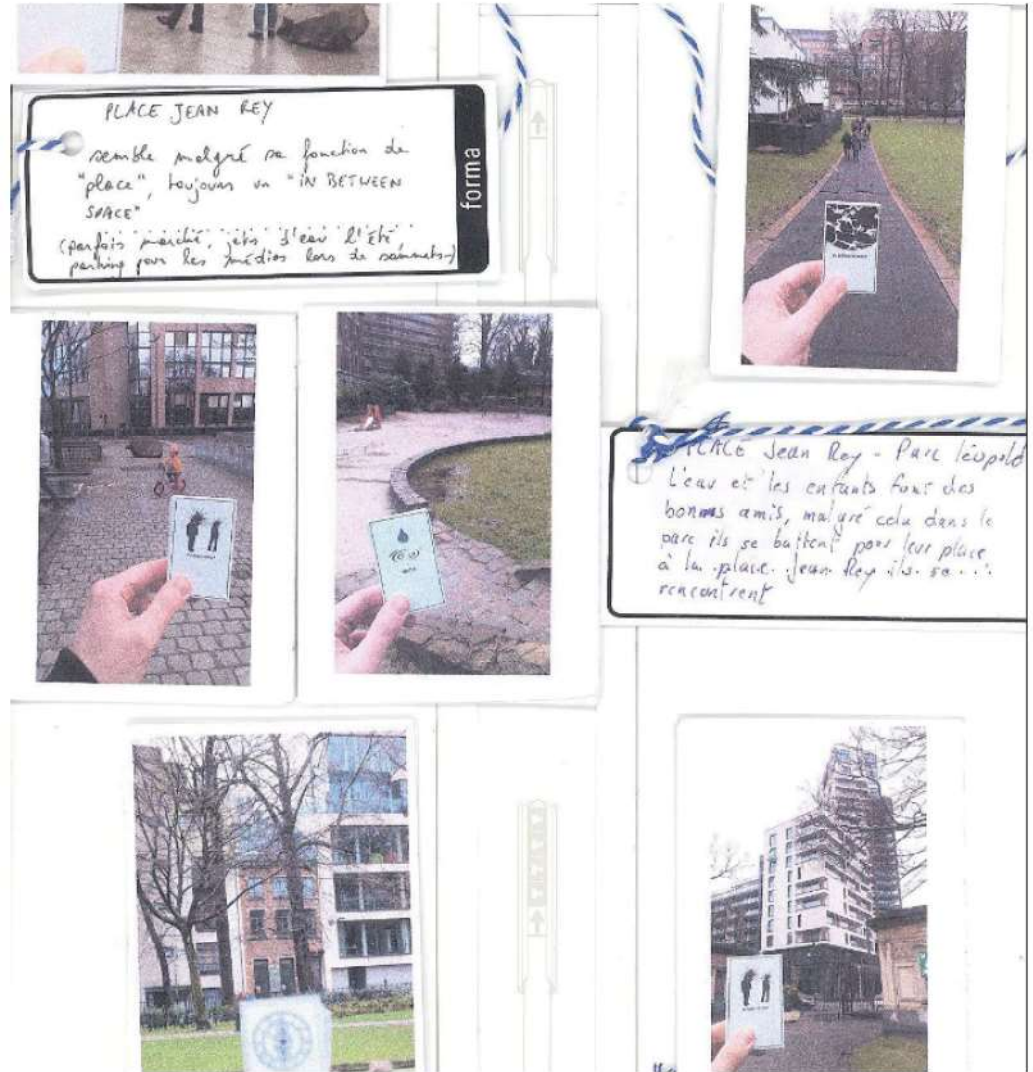 PLACE JEAN REY
semble malgré sa fonction de
"place", toujours un "IN BETWEEN
SPACE"
(parfois marché, jets d'eau l'été,
parking pour les médias lors de sommets)
forma
PLACE Jean Rey - Parc léopold
L'eau et les enfants font des
bonnes amis, malgré cela dans le
parc ils se battent pour leur place
à la place Jean Rey ils se
rencontrent